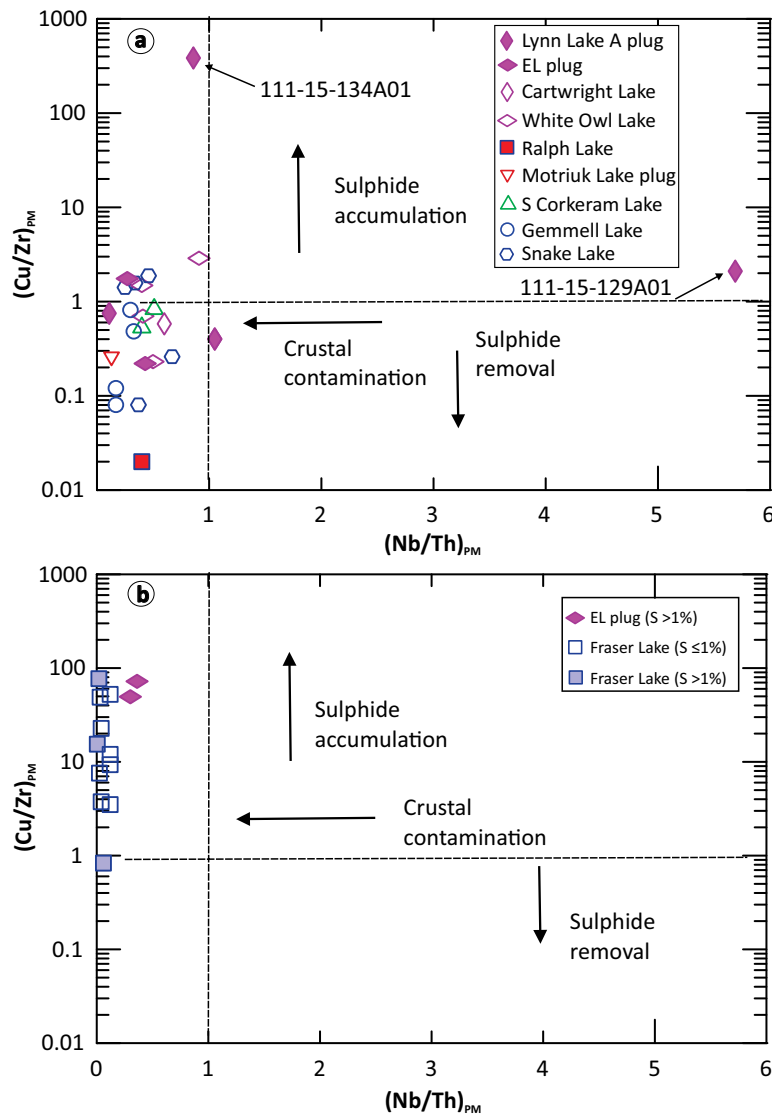 a
1000
100
10
1
0.1
0.01
(Cu/Zr)PM
Lynn Lake A plug
EL plug
Cartwright Lake
White Owl Lake
Ralph Lake
Motriuk Lake plug
S Corkeram Lake
Gemmell Lake
Snake Lake
111-15-134A01
Sulphide
accumulation
111-15-129A01
Crustal
contamination
Sulphide
removal
1 2 3 4 5 6
(Nb/Th)PM
b
1000
100
10
1
0.1
0.01
(Cu/Zr)PM
EL plug (S >1%)
Fraser Lake (S ≤1%)
Fraser Lake (S >1%)
Sulphide
accumulation
Crustal
contamination
Sulphide
removal
0 1 2 3 4 5 6
(Nb/Th)PM